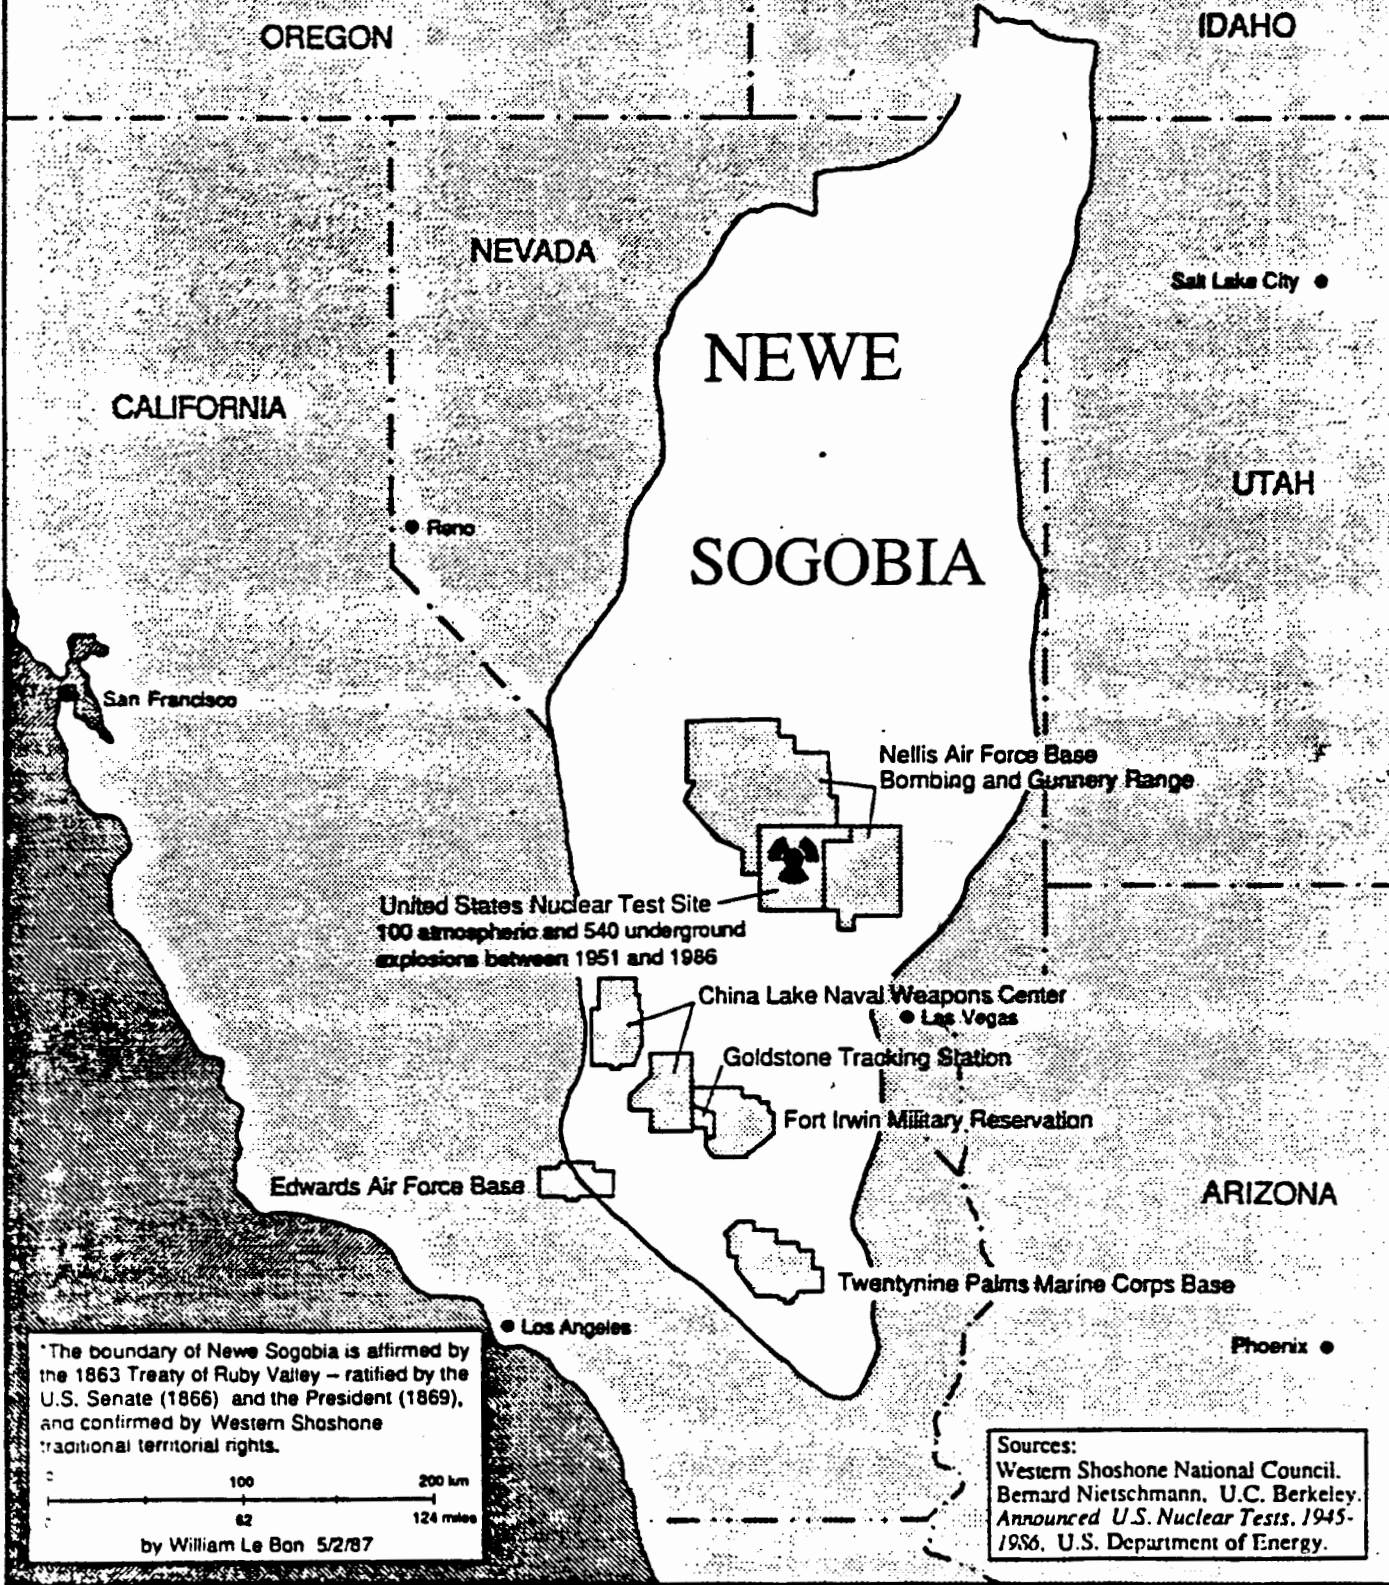 OREGON
IDAHO
NEVADA
Salt Lake City
NEWE
CALIFORNIA
UTAH
Reno
SOGOBIA
San Francisco
Nellis Air Force Base
Bombing and Gunnery Range
United States Nuclear Test Site
100 atmospheric and 540 underground
explosions between 1951 and 1986
China Lake Naval Weapons Center
Las Vegas
Goldstone Tracking Station
Fort Irwin Military Reservation
Edwards Air Force Base
ARIZONA
Twentynine Palms Marine Corps Base
Los Angeles
Phoenix
*The boundary of Newe Sogobia is affirmed by
the 1863 Treaty of Ruby Valley – ratified by the
U.S. Senate (1866) and the President (1869),
and confirmed by Western Shoshone
traditional territorial rights.
100 200 km
62 124 miles
by William Le Bon 5/2/87
Sources:
Western Shoshone National Council.
Bernard Nietschmann, U.C. Berkeley.
Announced U.S. Nuclear Tests, 1945-
1986, U.S. Department of Energy.